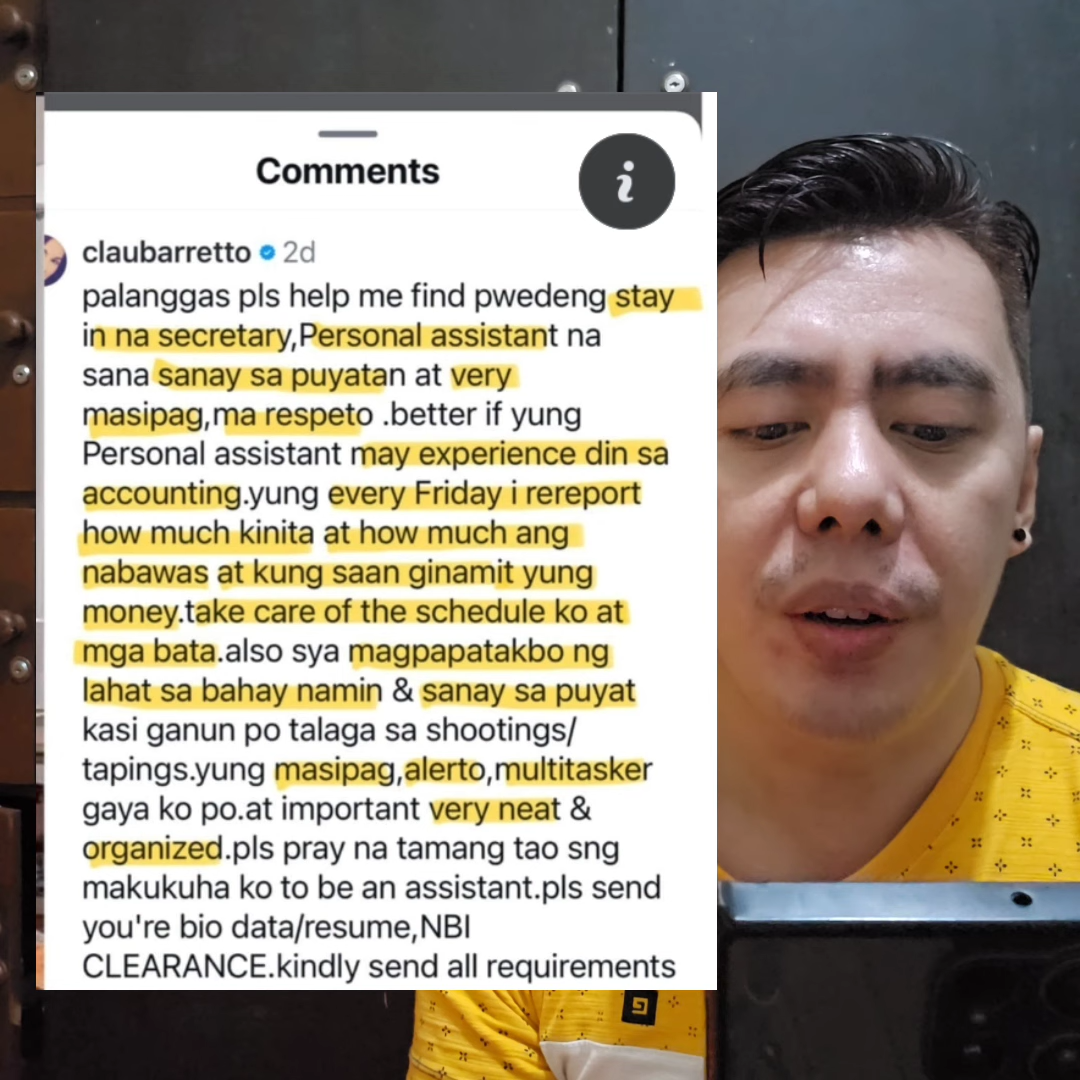 Comments
claubarretto 2d
palanggas pls help me find pwedeng stay
in na secretary,Personal assistant na
sana sanay sa puyatan at very
masipag,ma respeto .better if yung
Personal assistant may experience din sa
accounting.yung every Friday i rereport
how much kinita at how much ang
nabawas at kung saan ginamit yung
money.take care of the schedule ko at
mga bata.also sya magpapatakbo ng
lahat sa bahay namin & sanay sa puyat
kasi ganun po talaga sa shootings/
tapings.yung masipag,alerto,multitasker
gaya ko po.at important very neat &
organized.pls pray na tamang tao sng
makukuha ko to be an assistant.pls send
you're bio data/resume,NBI
CLEARANCE.kindly send all requirements